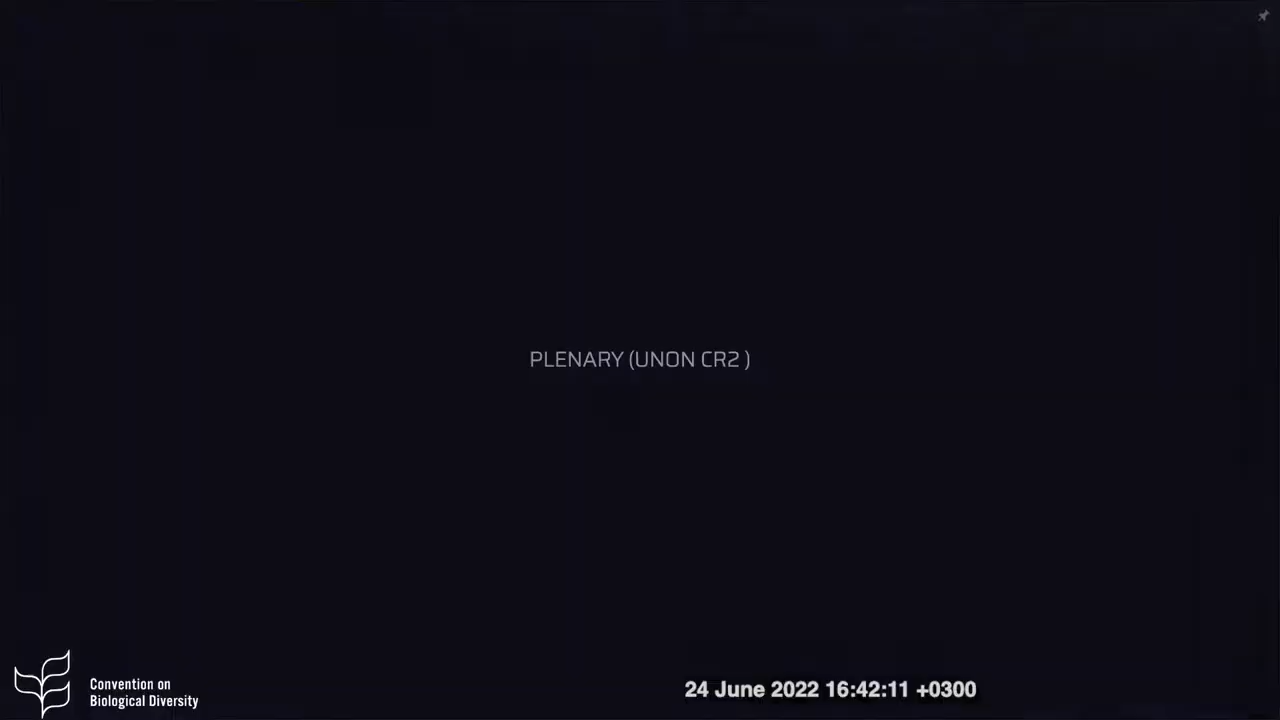 PLENARY (UNON CR2 )
Convention on
Biological Diversity
24 June 2022 16:42:11 +0300